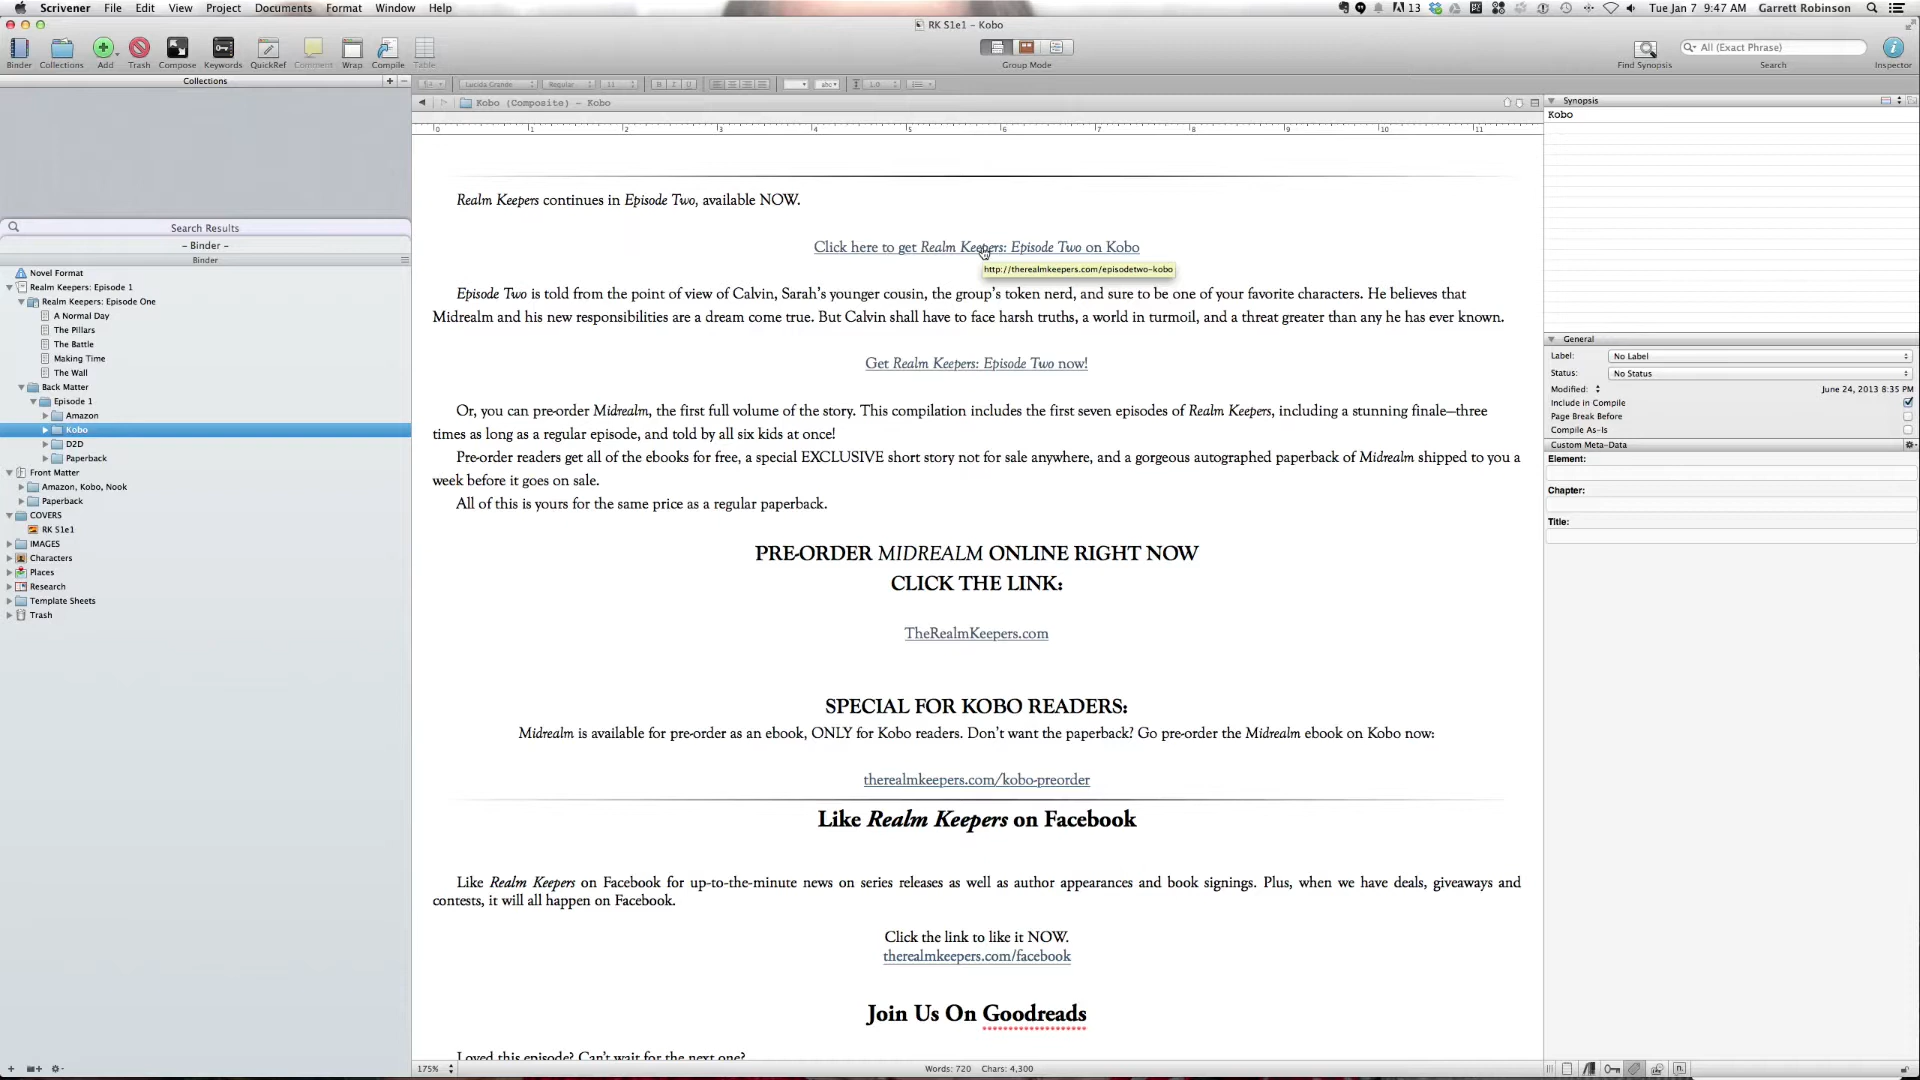 Scrivener File Edit View Project Documents Format Window Help
13 Tue Jan 7 9:47 AM Garrett Robinson
RK S1e1 – Kobo
Binder Collections Add Trash Compose Keywords QuickRef Comment Wrap Compile Table
Group Mode
Find Synopsis
All (Exact Phrase)
Search
Inspector
Collections
Lucida Grande Regular 11 B I U abc 1.0
Kobo (Composite) – Kobo
0 1 2 3 4 5 6 7 8 9 10 11
Search Results
– Binder –
Binder
Novel Format
Realm Keepers: Episode 1
Realm Keepers: Episode One
A Normal Day
The Pillars
The Battle
Making Time
The Wall
Back Matter
Episode 1
Amazon
Kobo
D2D
Paperback
Front Matter
Amazon, Kobo, Nook
Paperback
COVERS
RK S1e1
IMAGES
Characters
Places
Research
Template Sheets
Trash
Realm Keepers continues in Episode Two, available NOW.
Click here to get Realm Keepers: Episode Two on Kobo
http://therealmkeepers.com/episodetwo-kobo
Episode Two is told from the point of view of Calvin, Sarah's younger cousin, the group's token nerd, and sure to be one of your favorite characters. He believes that
Midrealm and his new responsibilities are a dream come true. But Calvin shall have to face harsh truths, a world in turmoil, and a threat greater than any he has ever known.
Get Realm Keepers: Episode Two now!
Or, you can pre-order Midrealm, the first full volume of the story. This compilation includes the first seven episodes of Realm Keepers, including a stunning finale—three
times as long as a regular episode, and told by all six kids at once!
Pre-order readers get all of the ebooks for free, a special EXCLUSIVE short story not for sale anywhere, and a gorgeous autographed paperback of Midrealm shipped to you a
week before it goes on sale.
All of this is yours for the same price as a regular paperback.
PRE-ORDER MIDREALM ONLINE RIGHT NOW
CLICK THE LINK:
TheRealmKeepers.com
SPECIAL FOR KOBO READERS:
Midrealm is available for pre-order as an ebook, ONLY for Kobo readers. Don't want the paperback? Go pre-order the Midrealm ebook on Kobo now:
therealmkeepers.com/kobo-preorder
Like Realm Keepers on Facebook
Like Realm Keepers on Facebook for up-to-the-minute news on series releases as well as author appearances and book signings. Plus, when we have deals, giveaways and
contests, it will all happen on Facebook.
Click the link to like it NOW.
therealmkeepers.com/facebook
Join Us On Goodreads
Loved this episode? Can't wait for the next one?
175%
Words: 720 Chars: 4,300
Synopsis
Kobo
General
Label: No Label
Status: No Status
Modified: June 24, 2013 8:35 PM
Include in Compile
Page Break Before
Compile As-Is
Custom Meta-Data
Element:
Chapter:
Title: